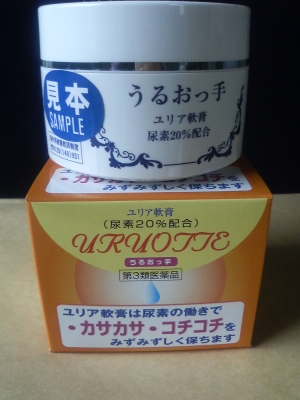 見本
SAMPLE
うるおっ手
ユリア軟膏
尿素20%配合
・カサカサ・コチコチを
みずみずしく保ちます
ユリア軟膏
(尿素20%配合)
URUOTTE
うるおっ手
第3類医薬品
ユリア軟膏は尿素の働きで
・カサカサ・コチコチを
みずみずしく保ちます